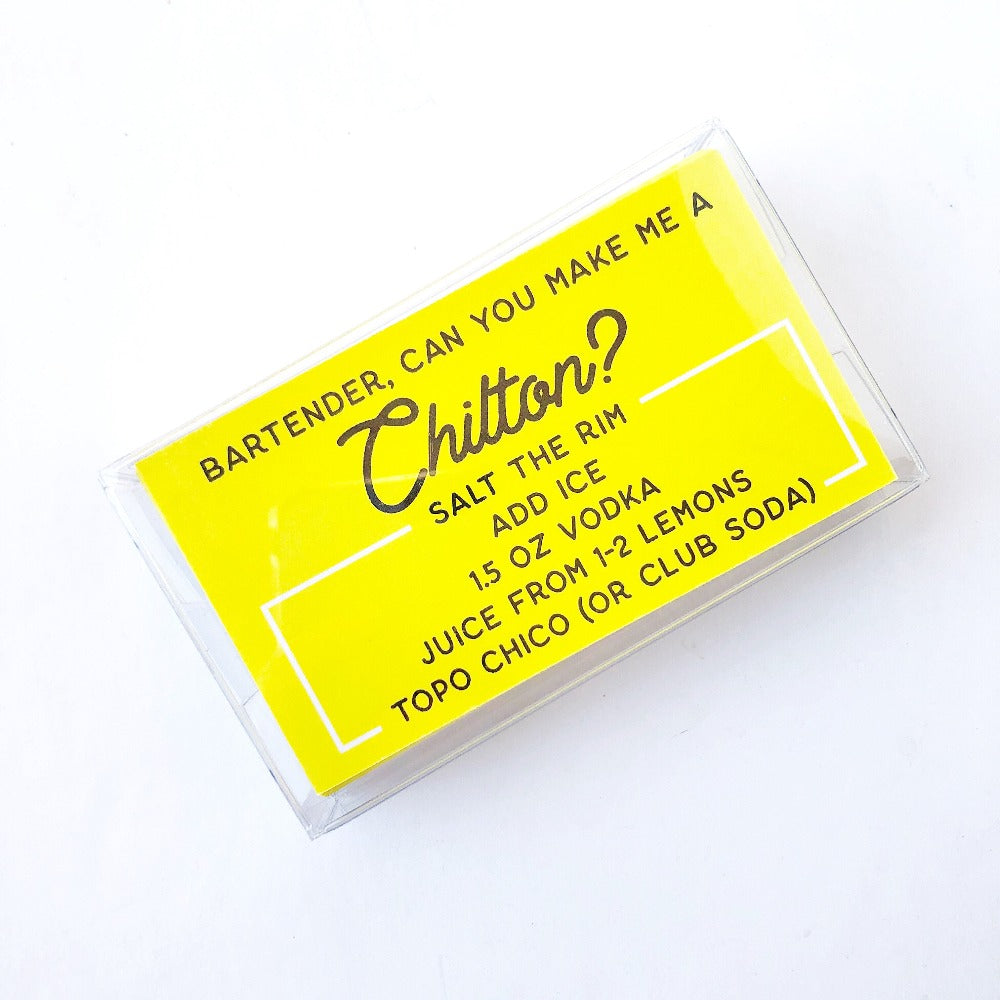 BARTENDER, CAN YOU MAKE ME A
Chilton?
SALT THE RIM
ADD ICE
1.5 OZ VODKA
JUICE FROM 1-2 LEMONS
TOPO CHICO (OR CLUB SODA)